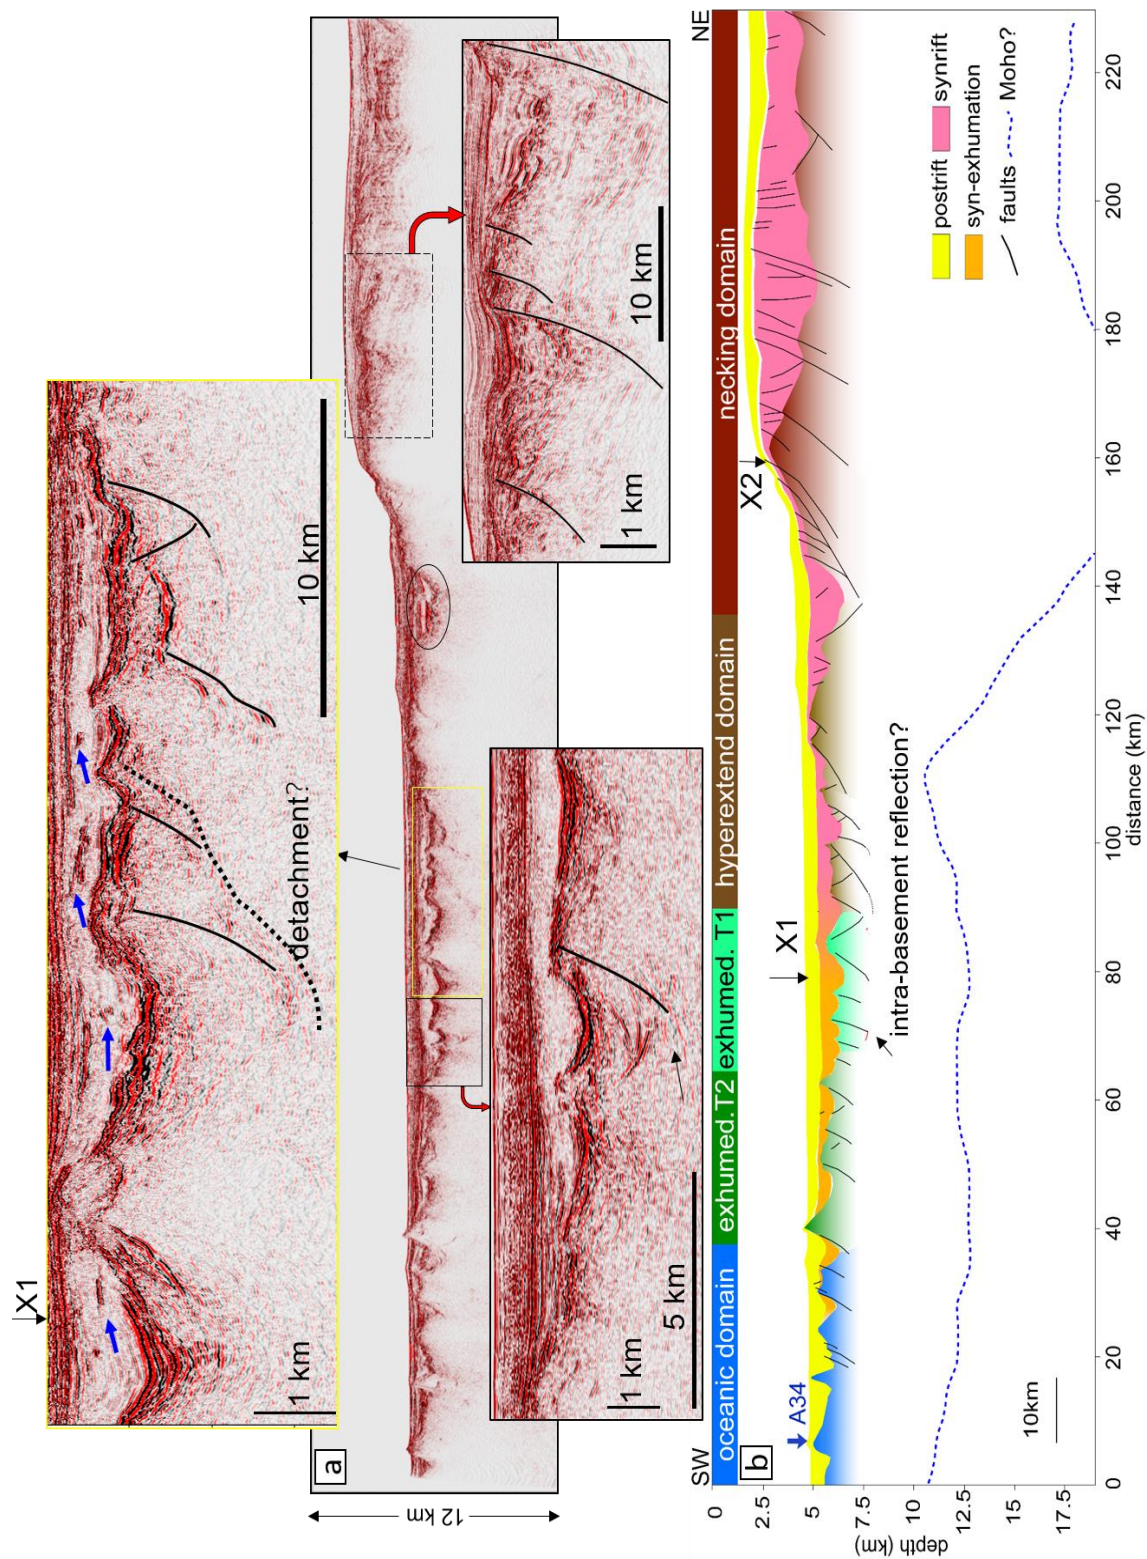 X1
1 km
detachment?
10 km
a
12 km
1 km
5 km
1 km
10 km
SW
NE
oceanic domain
exhumed. T2
exhumed. T1
hyperextend domain
necking domain
b
A34
X1
X2
intra-basement reflection?
postrift
synrift
syn-exhumation
faults
Moho?
10km
0
2.5
5
7.5
10
12.5
15
17.5
depth (km)
0
20
40
60
80
100
120
140
160
180
200
220
distance (km)